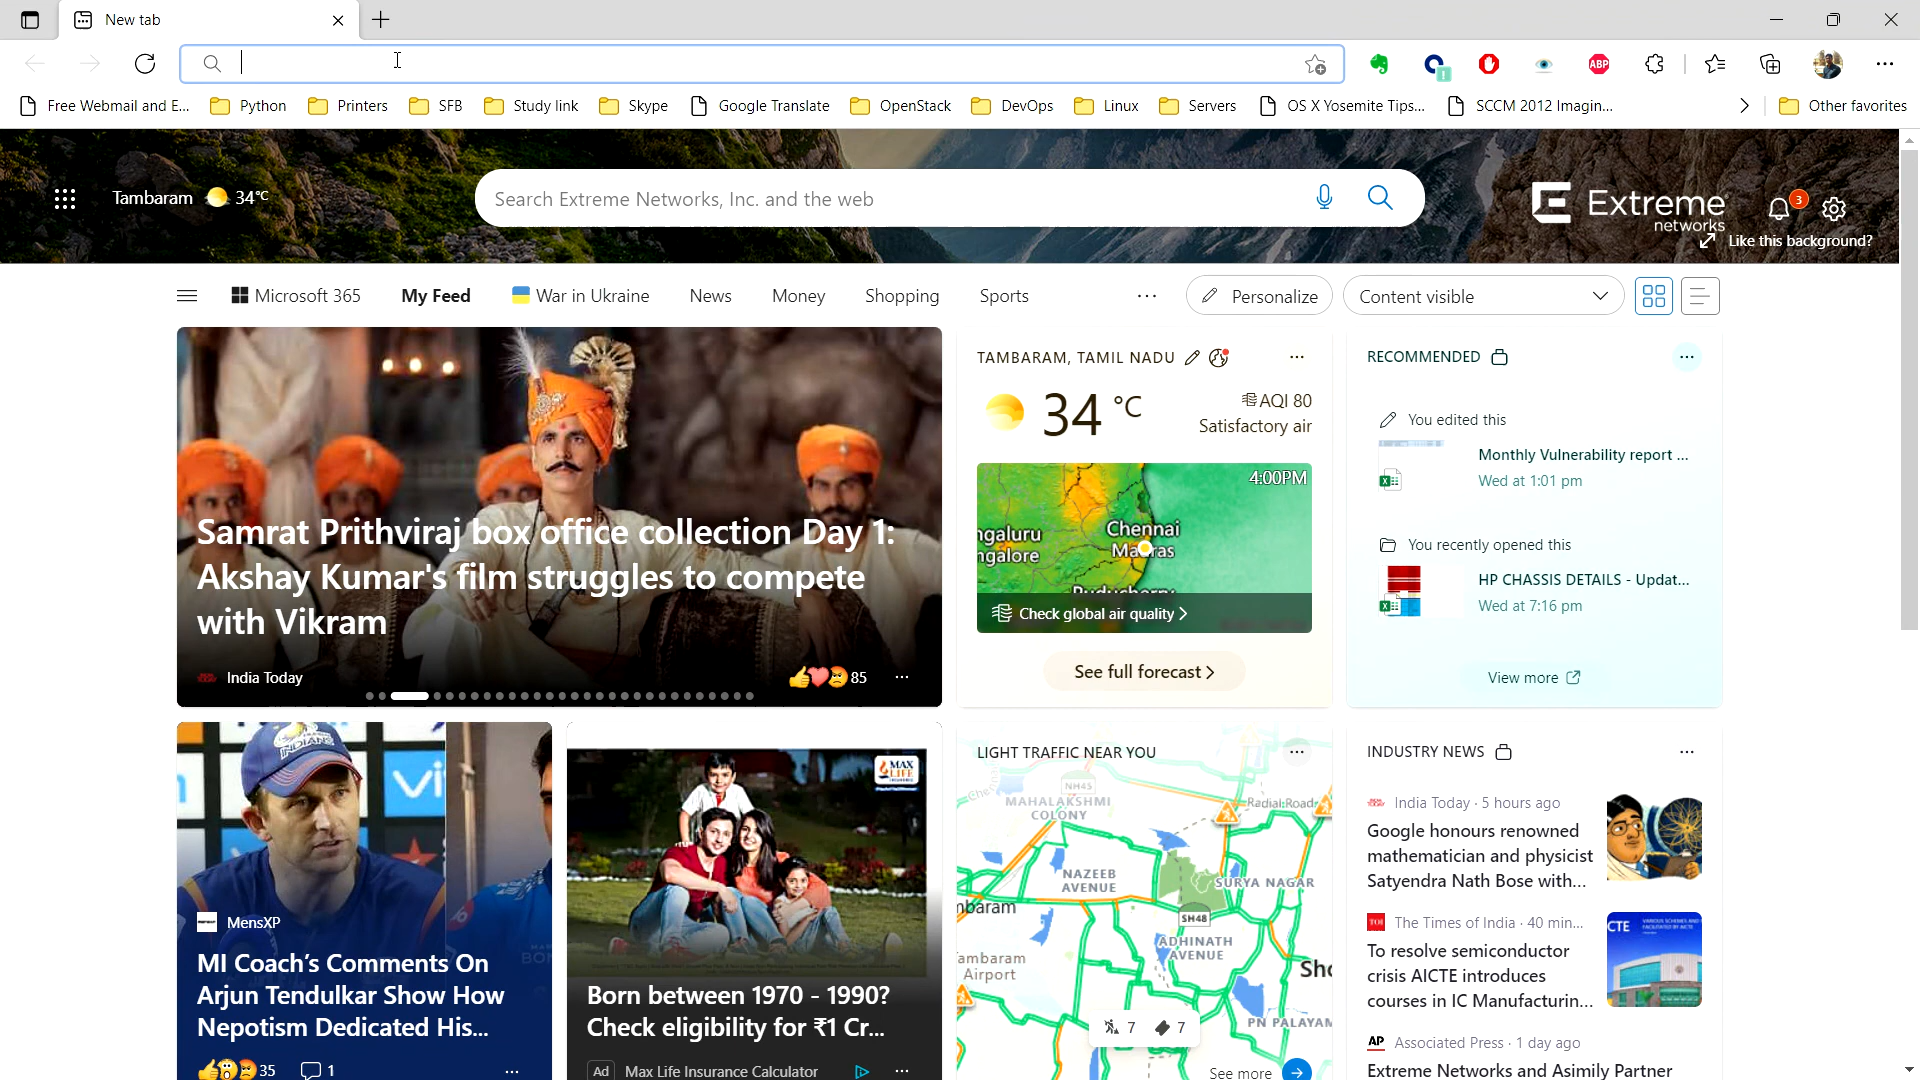 New tab
Free Webmail and E...
Python
Printers
SFB
Study link
Skype
Google Translate
OpenStack
DevOps
Linux
Servers
OS X Yosemite Tips...
SCCM 2012 Imagin...
Other favorites
ABP
Tambaram 34°C
Search Extreme Networks, Inc. and the web
Extreme
networks
3
Like this background?
Microsoft 365
My Feed
War in Ukraine
News
Money
Shopping
Sports
Personalize
Content visible
Samrat Prithviraj box office collection Day 1:
Akshay Kumar's film struggles to compete
with Vikram
India Today
85
TAMBARAM, TAMIL NADU
34 °C
AQI 80
Satisfactory air
4:00PM
ngaluru
ngalore
Chennai
Madras
Puducherry
Check global air quality
See full forecast
RECOMMENDED
You edited this
Monthly Vulnerability report ...
Wed at 1:01 pm
You recently opened this
HP CHASSIS DETAILS - Updat...
Wed at 7:16 pm
View more
INDIANS
MensXP
MI Coach's Comments On
Arjun Tendulkar Show How
Nepotism Dedicated His...
35
1
MAX
LIFE
Born between 1970 - 1990?
Check eligibility for ₹1 Cr...
Ad
Max Life Insurance Calculator
LIGHT TRAFFIC NEAR YOU
NH45
MAHALAKSHMI
COLONY
Radial Road
NAZEEB
AVENUE
SURYA NAGAR
mbaram
SH48
ADHINATH
AVENUE
ambaram
Airport
Sho
PN PALAYAM
7
7
See more
INDUSTRY NEWS
India Today · 5 hours ago
Google honours renowned
mathematician and physicist
Satyendra Nath Bose with...
TOI
The Times of India · 40 min...
To resolve semiconductor
crisis AICTE introduces
courses in IC Manufacturin...
CTE
AP
Associated Press · 1 day ago
Extreme Networks and Asimily Partner